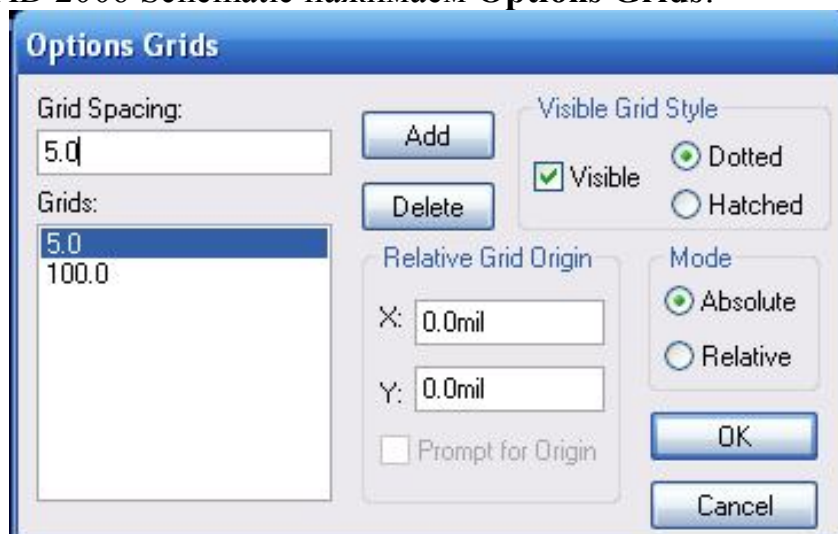 2006 Schematic нажимаем Options Grids.
Options Grids
Grid Spacing:
5.0
Add
Delete
Grids:
5.0
100.0
Visible Grid Style
Visible
Dotted
Hatched
Relative Grid Origin
X: 0.0mil
Y: 0.0mil
Prompt for Origin
Mode
Absolute
Relative
OK
Cancel